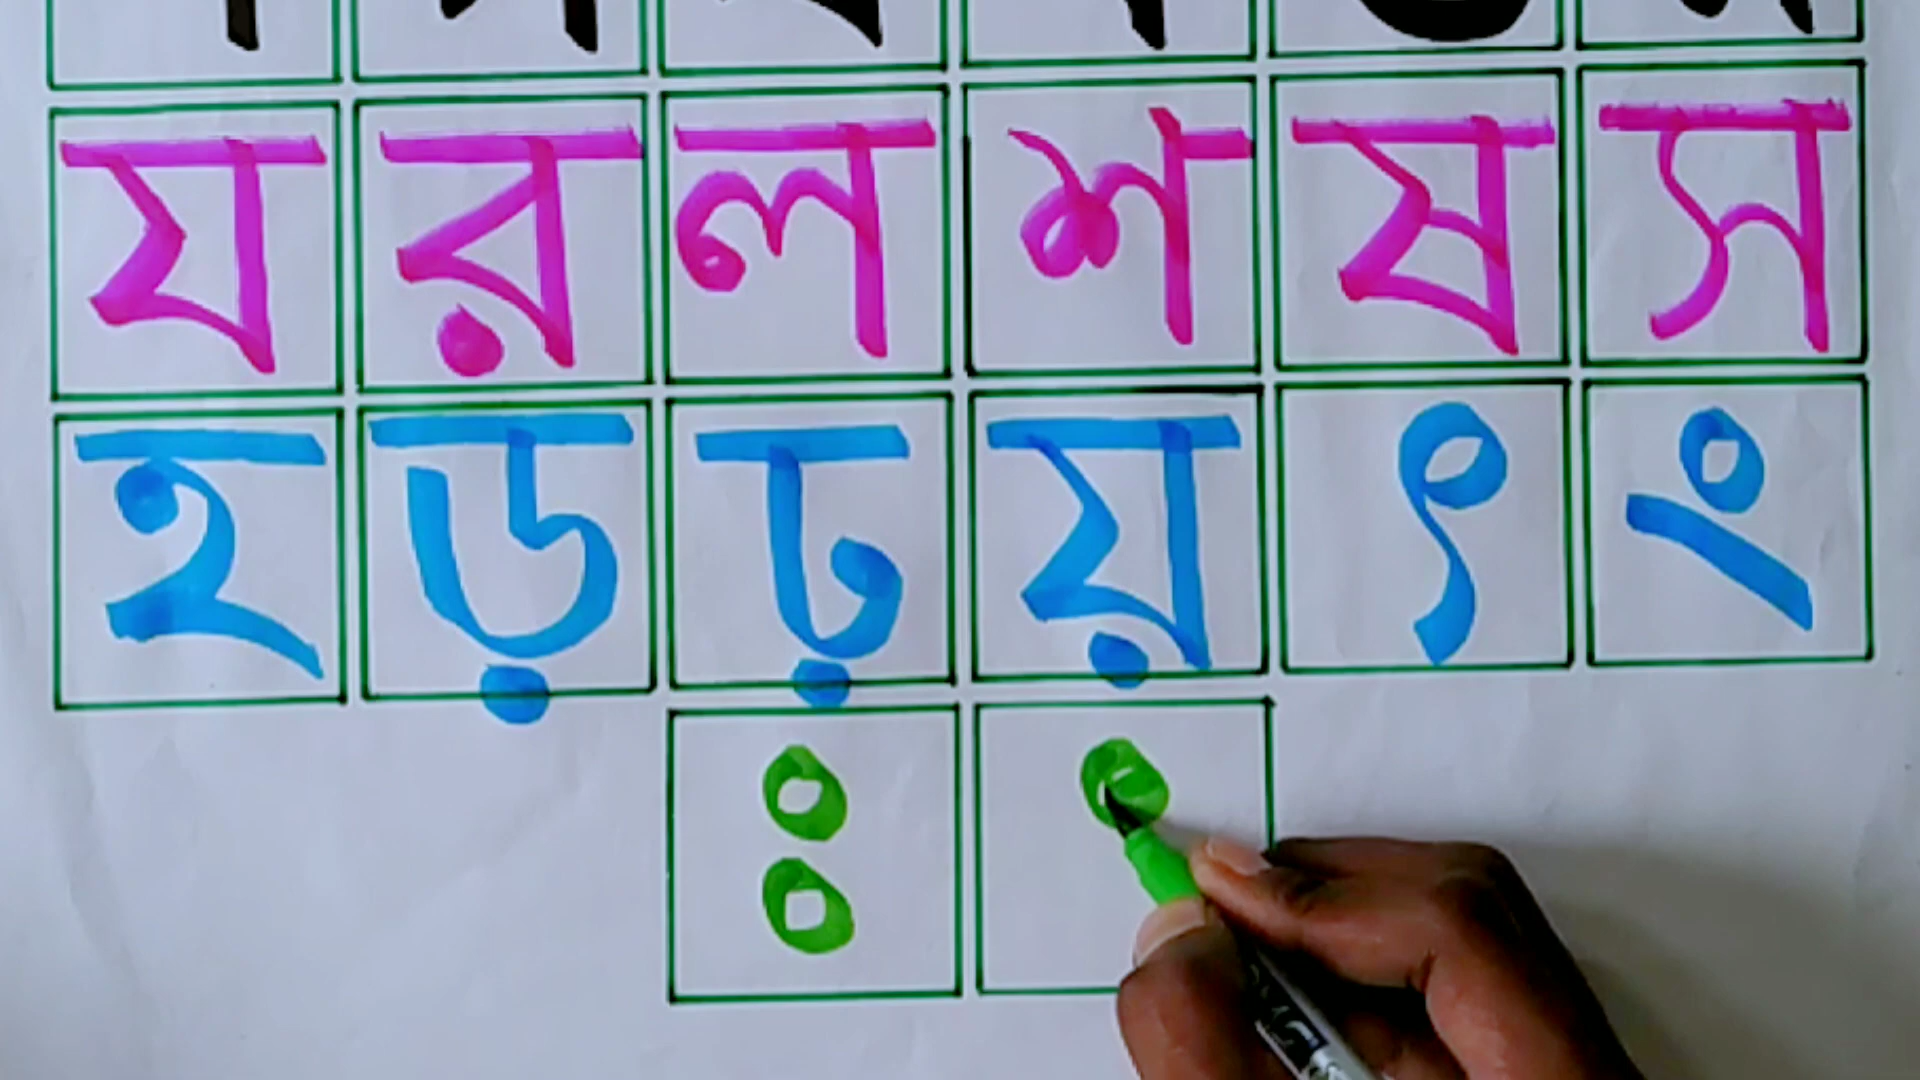 য র ল শ ষ স
হ ড় ঢ় য় ৎ ং
ঃ